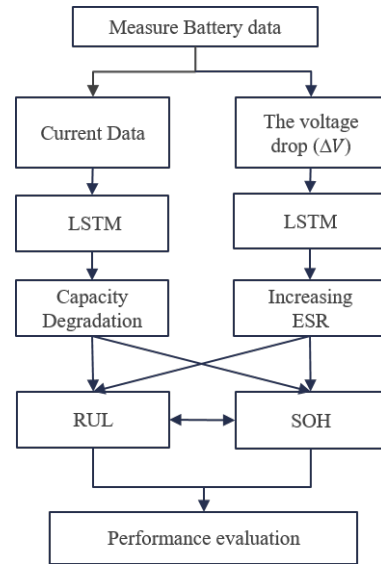 Measure Battery data
Current Data
The voltage
drop (ΔV)
LSTM
LSTM
Capacity
Degradation
Increasing
ESR
RUL
SOH
Performance evaluation